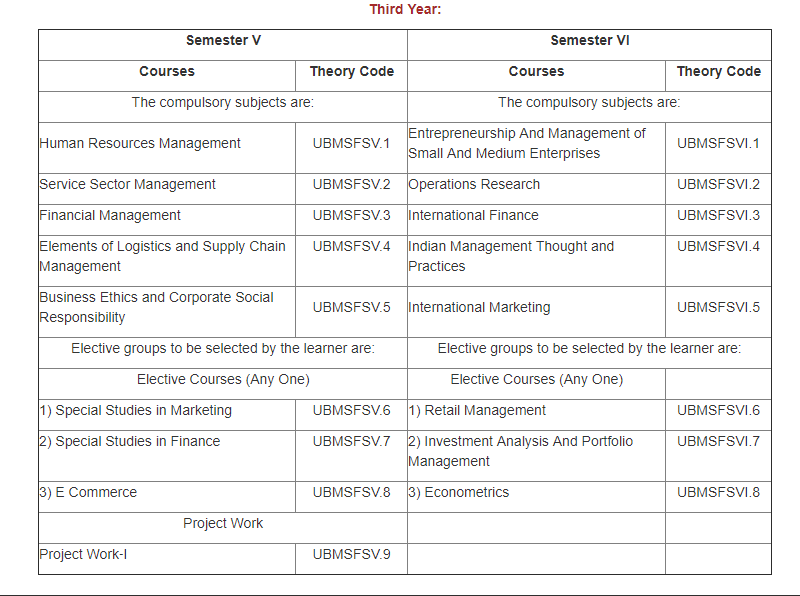 Third Year:
Semester V Semester VI
Courses Theory Code Courses Theory Code
The compulsory subjects are: The compulsory subjects are:
Human Resources Management UBMSFSV.1 Entrepreneurship And Management of
Small And Medium Enterprises UBMSFSVI.1
Service Sector Management UBMSFSV.2 Operations Research UBMSFSVI.2
Financial Management UBMSFSV.3 International Finance UBMSFSVI.3
Elements of Logistics and Supply Chain
Management UBMSFSV.4 Indian Management Thought and
Practices UBMSFSVI.4
Business Ethics and Corporate Social
Responsibility UBMSFSV.5 International Marketing UBMSFSVI.5
Elective groups to be selected by the learner are: Elective groups to be selected by the learner are:
Elective Courses (Any One) Elective Courses (Any One)
1) Special Studies in Marketing UBMSFSV.6 1) Retail Management UBMSFSVI.6
2) Special Studies in Finance UBMSFSV.7 2) Investment Analysis And Portfolio
Management UBMSFSVI.7
3) E Commerce UBMSFSV.8 3) Econometrics UBMSFSVI.8
Project Work
Project Work-I UBMSFSV.9